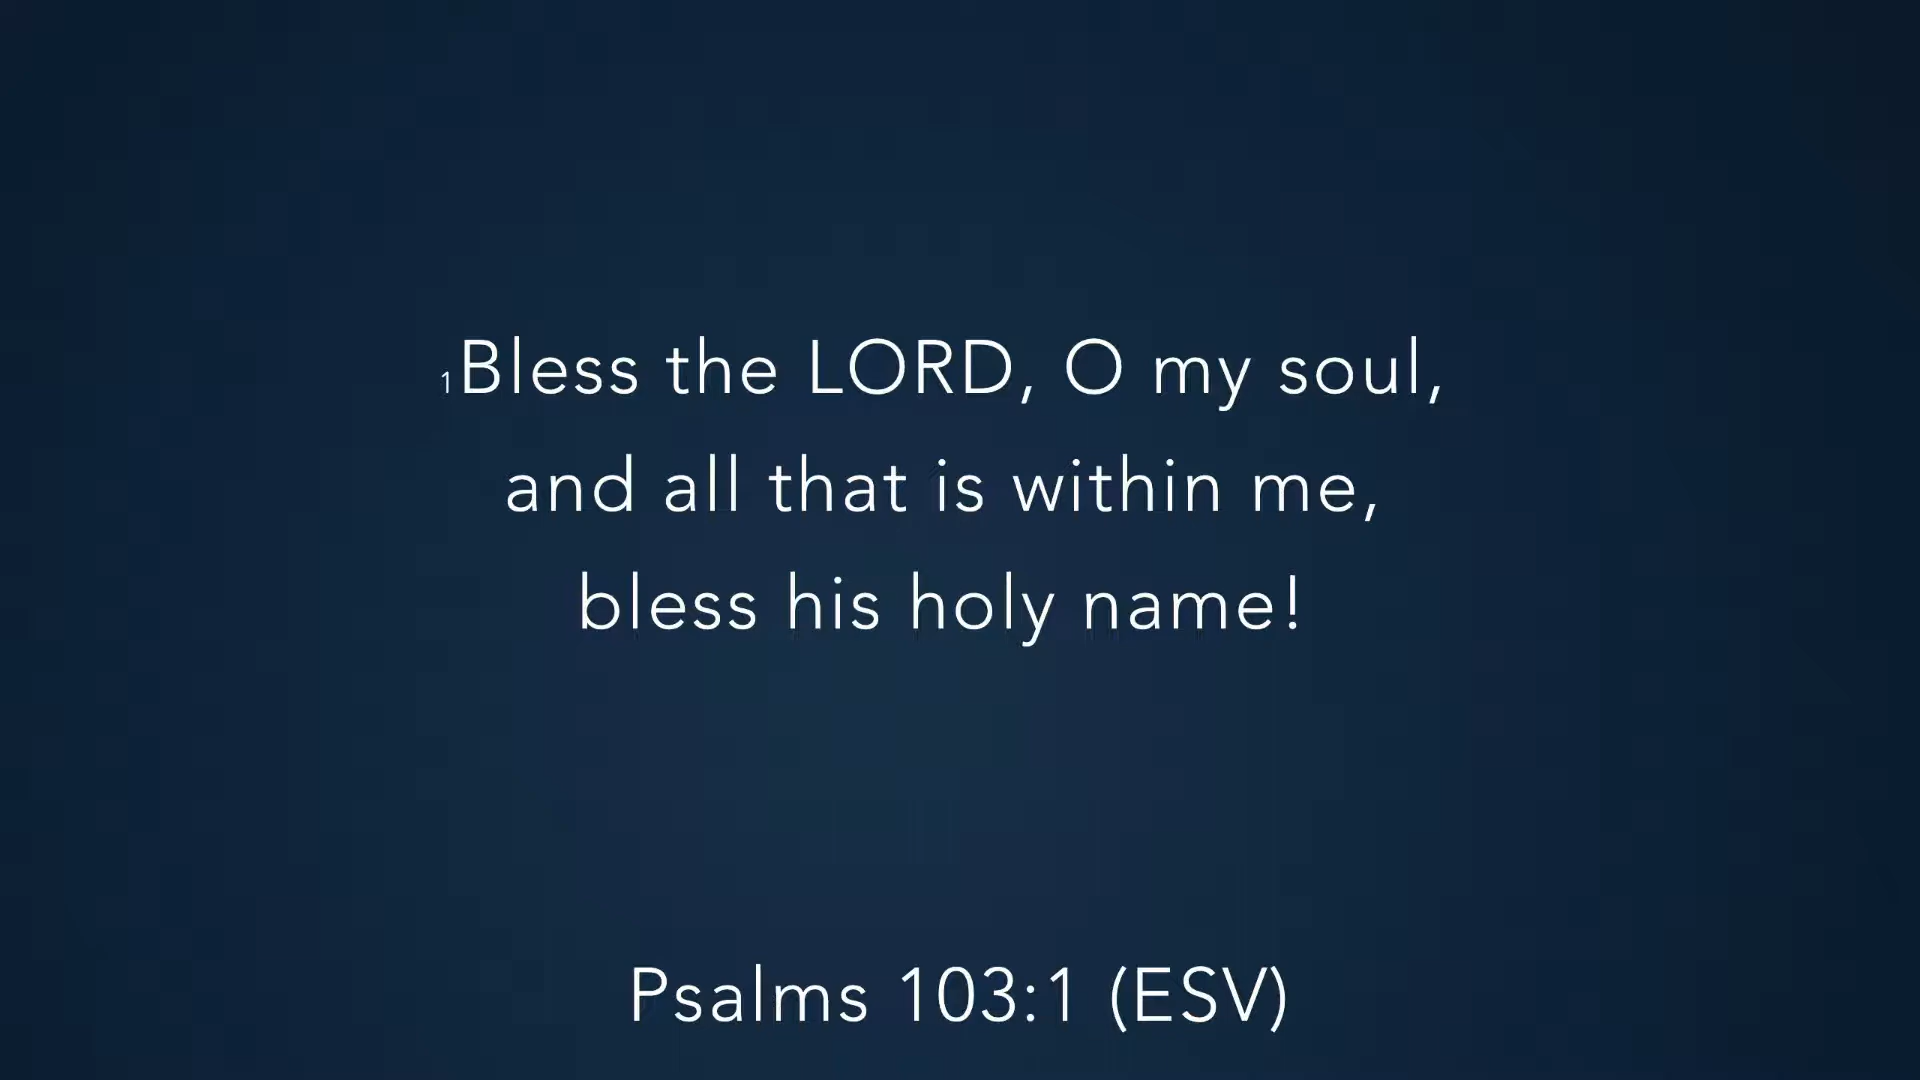 1Bless the LORD, O my soul,
and all that is within me,
bless his holy name!
Psalms 103:1 (ESV)